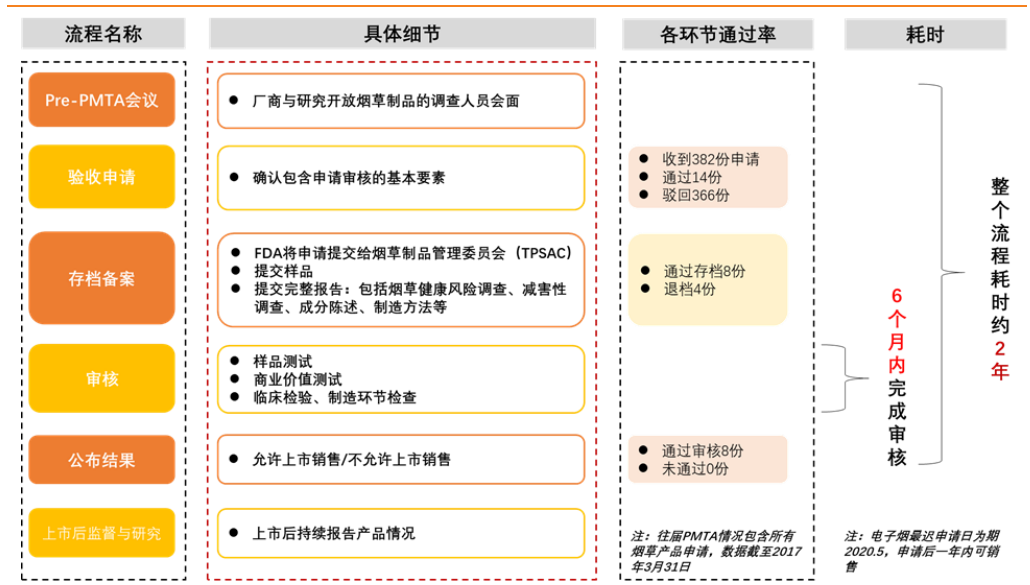 流程名称
具体细节
各环节通过率
耗时
Pre-PMTA会议
厂商与研究开放烟草制品的调查人员会面
验收申请
确认包含申请审核的基本要素
收到382份申请
通过14份
驳回366份
存档备案
FDA将申请提交给烟草制品管理委员会（TPSAC）
提交样品
提交完整报告：包括烟草健康风险调查、减害性
调查、成分陈述、制造方法等
通过存档8份
退档4份
审核
样品测试
商业价值测试
临床检验、制造环节检查
6个月内完成审核
整个流程耗时约2年
公布结果
允许上市销售/不允许上市销售
通过审核8份
未通过0份
上市后监督与研究
上市后持续报告产品情况
注：往届PMTA情况包含所有
烟草产品申请，数据截至2017
年3月31日
注：电子烟最迟申请日为期
2020.5，申请后一年内可销
售